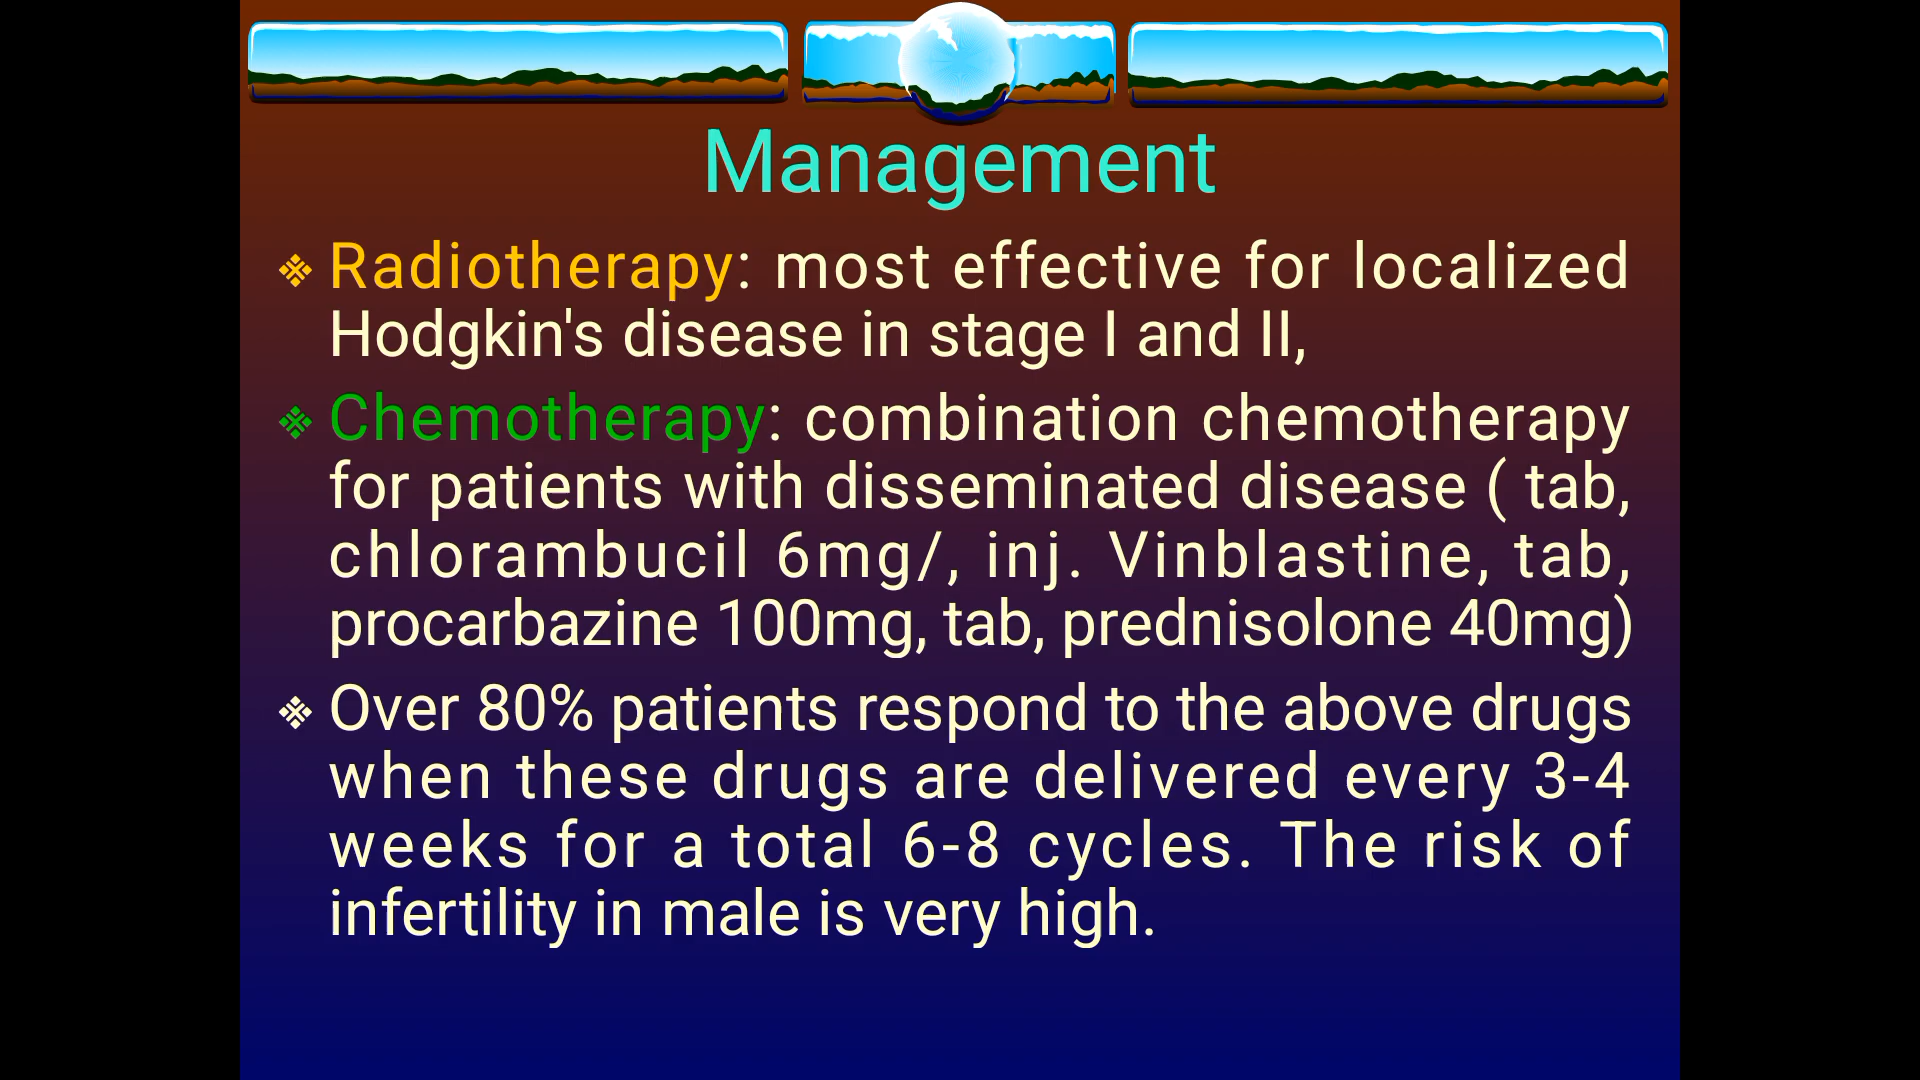 Management
❖ Radiotherapy: most effective for localized
Hodgkin's disease in stage I and II,
❖ Chemotherapy: combination chemotherapy
for patients with disseminated disease ( tab,
chlorambucil 6mg/, inj. Vinblastine, tab,
procarbazine 100mg, tab, prednisolone 40mg)
❖ Over 80% patients respond to the above drugs
when these drugs are delivered every 3-4
weeks for a total 6-8 cycles. The risk of
infertility in male is very high.